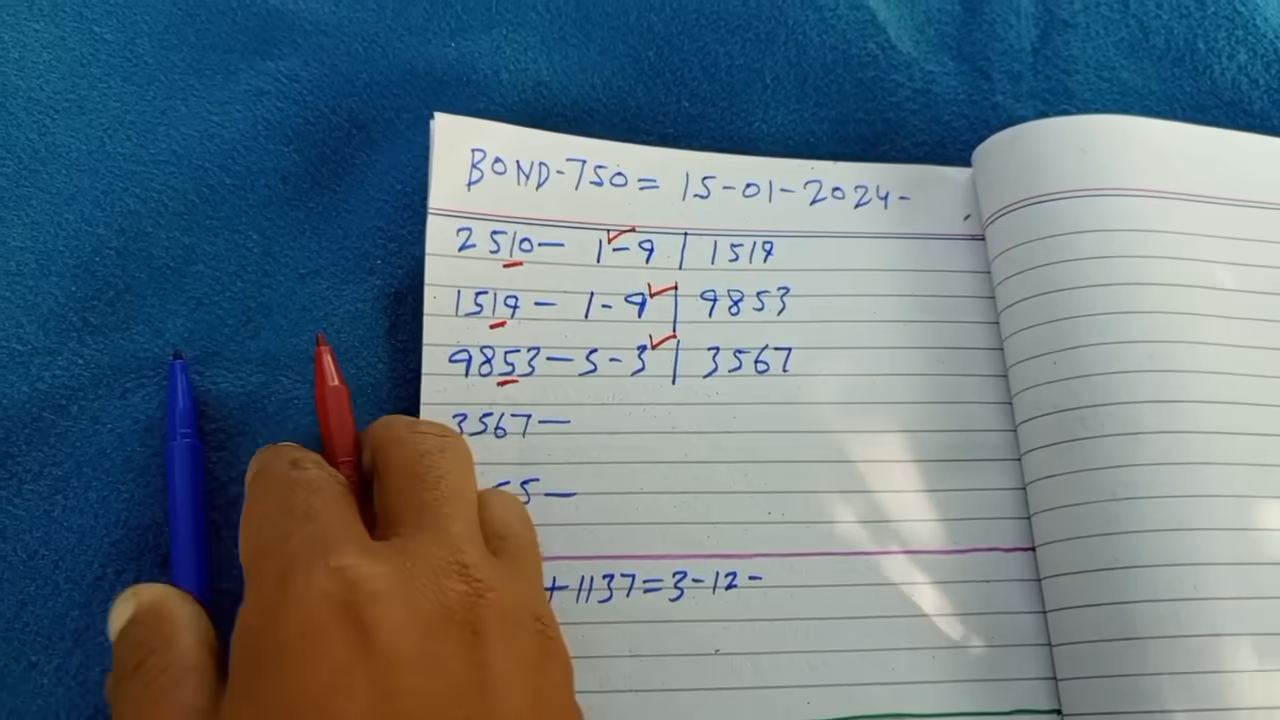 BOND-750= 15-01-2024-
2510— 1-9 | 1519
1519 — 1-9 | 9853
9853—5-3 | 3567
3567—
55—
+1137=3-12-